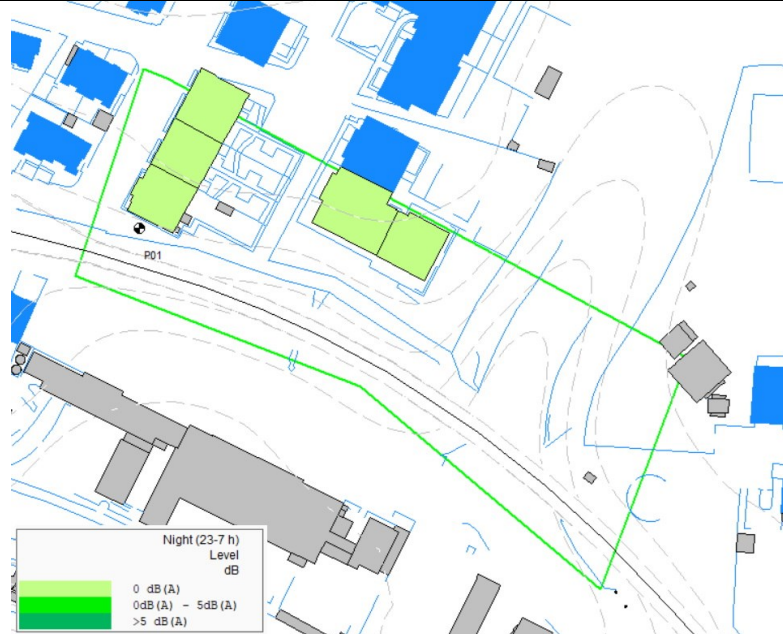 P01
Night (23-7 h)
Level
dB
0 dB(A)
0dB(A) - 5dB(A)
>5 dB(A)